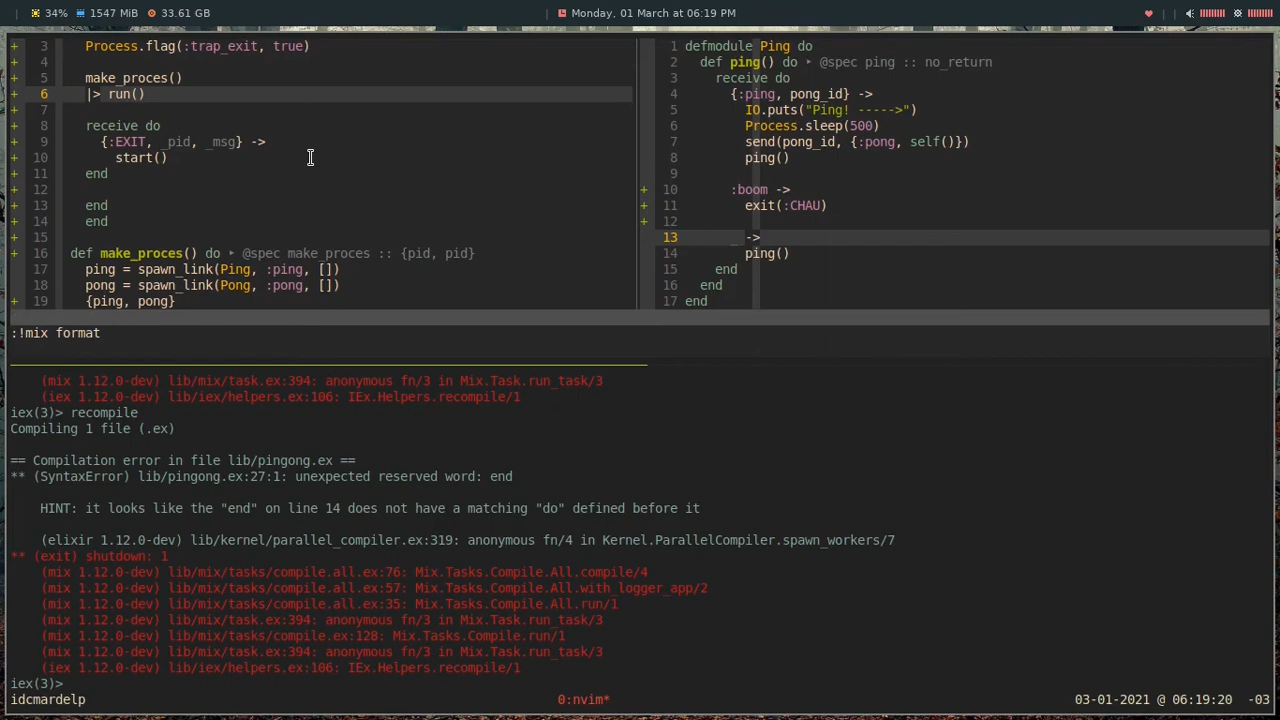 34% 1547 MiB 33.61 GB
Monday, 01 March at 06:19 PM
+ 3 Process.flag(:trap_exit, true)
+ 4
+ 5 make_proces()
+ 6 |> run()
+ 7
+ 8 receive do
+ 9 {:EXIT, _pid, _msg} ->
+ 10 start()
+ 11 end
+ 12
+ 13 end
+ 14 end
+ 15
+ 16 def make_proces() do ‣ @spec make_proces :: {pid, pid}
17 ping = spawn_link(Ping, :ping, [])
18 pong = spawn_link(Pong, :pong, [])
+ 19 {ping, pong}
1 defmodule Ping do
2 def ping() do ‣ @spec ping :: no_return
3 receive do
4 {:ping, pong_id} ->
5 IO.puts("Ping! ----->")
6 Process.sleep(500)
7 send(pong_id, {:pong, self()})
8 ping()
9
+ 10 :boom ->
+ 11 exit(:CHAU)
+ 12
13 _ ->
14 ping()
15 end
16 end
17 end
:!mix format
(mix 1.12.0-dev) lib/mix/task.ex:394: anonymous fn/3 in Mix.Task.run_task/3
(iex 1.12.0-dev) lib/iex/helpers.ex:106: IEx.Helpers.recompile/1
iex(3)> recompile
Compiling 1 file (.ex)
== Compilation error in file lib/pingong.ex ==
** (SyntaxError) lib/pingong.ex:27:1: unexpected reserved word: end
HINT: it looks like the "end" on line 14 does not have a matching "do" defined before it
(elixir 1.12.0-dev) lib/kernel/parallel_compiler.ex:319: anonymous fn/4 in Kernel.ParallelCompiler.spawn_workers/7
** (exit) shutdown: 1
(mix 1.12.0-dev) lib/mix/tasks/compile.all.ex:76: Mix.Tasks.Compile.All.compile/4
(mix 1.12.0-dev) lib/mix/tasks/compile.all.ex:57: Mix.Tasks.Compile.All.with_logger_app/2
(mix 1.12.0-dev) lib/mix/tasks/compile.all.ex:35: Mix.Tasks.Compile.All.run/1
(mix 1.12.0-dev) lib/mix/task.ex:394: anonymous fn/3 in Mix.Task.run_task/3
(mix 1.12.0-dev) lib/mix/tasks/compile.ex:128: Mix.Tasks.Compile.run/1
(mix 1.12.0-dev) lib/mix/task.ex:394: anonymous fn/3 in Mix.Task.run_task/3
(iex 1.12.0-dev) lib/iex/helpers.ex:106: IEx.Helpers.recompile/1
iex(3)>
idcmardelp 0:nvim* 03-01-2021 @ 06:19:20 -03